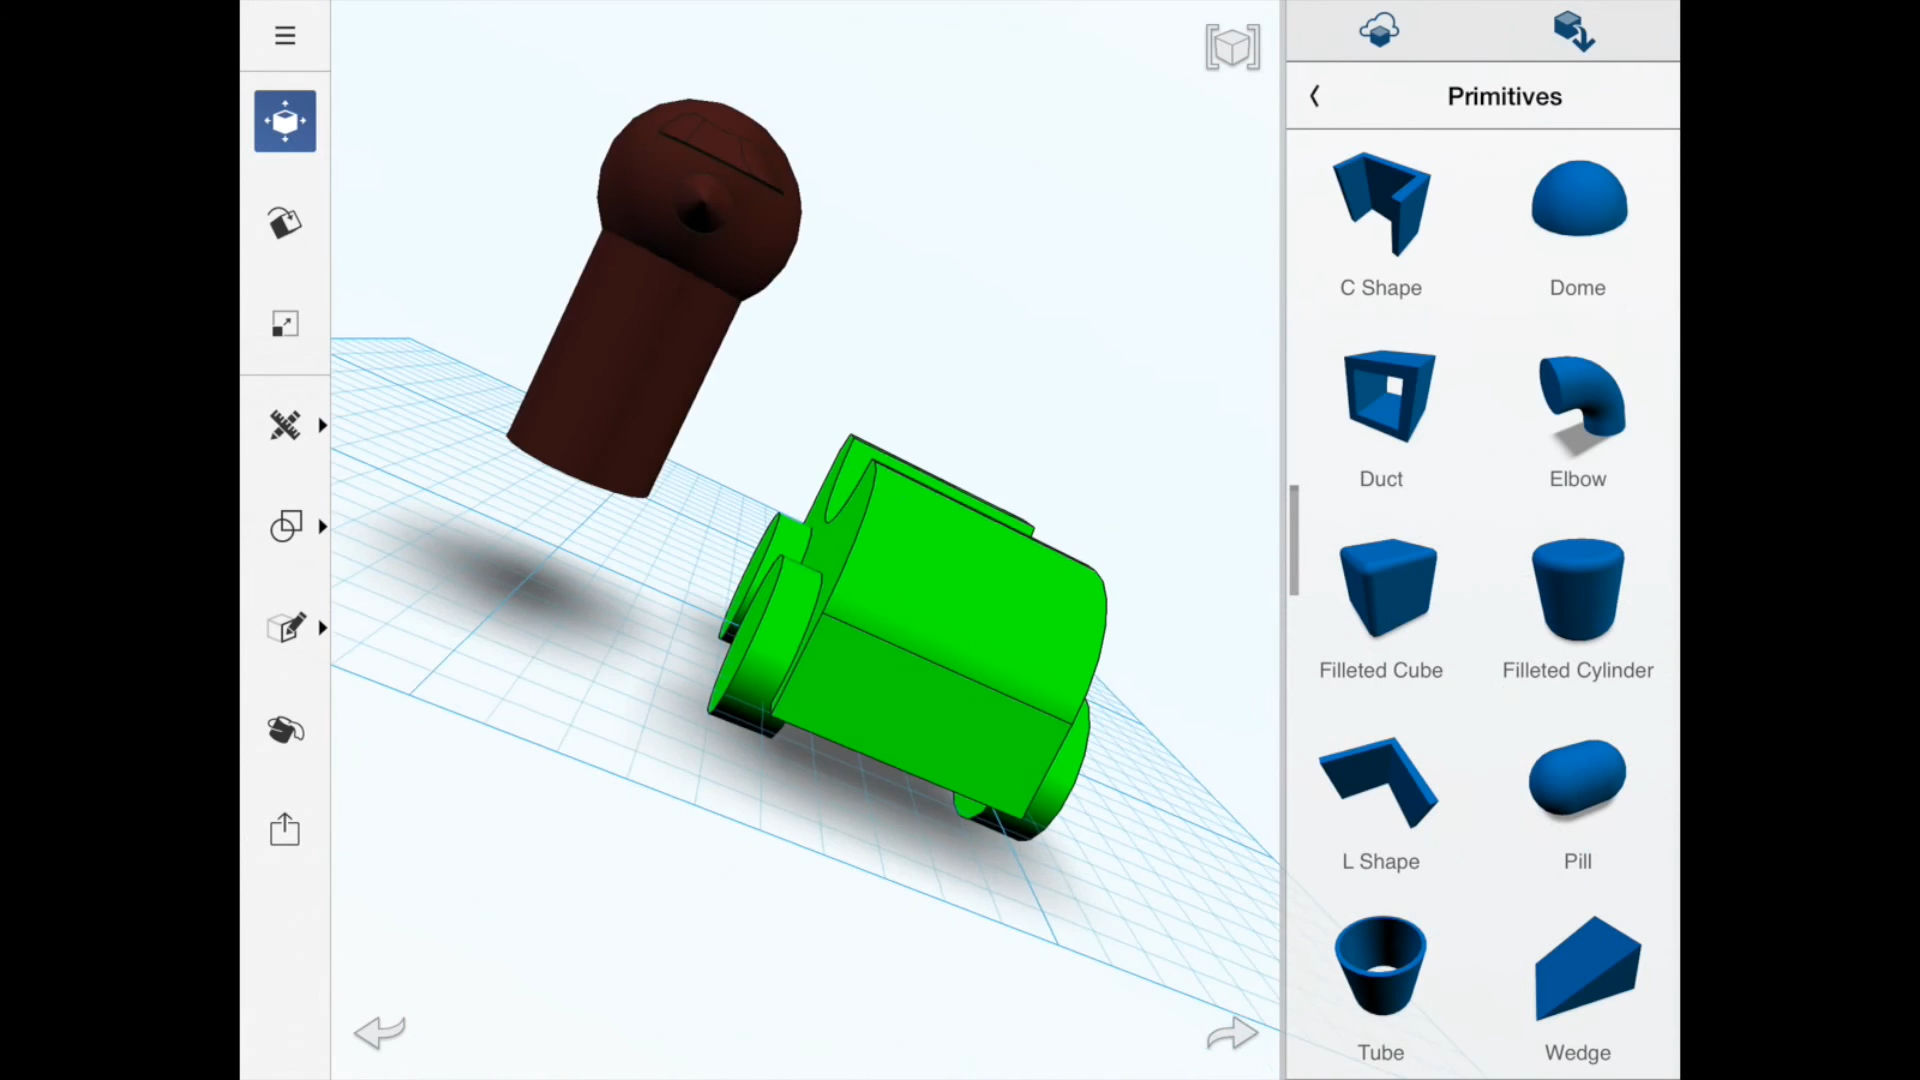 Primitives
C Shape
Dome
Duct
Elbow
Filleted Cube
Filleted Cylinder
L Shape
Pill
Tube
Wedge